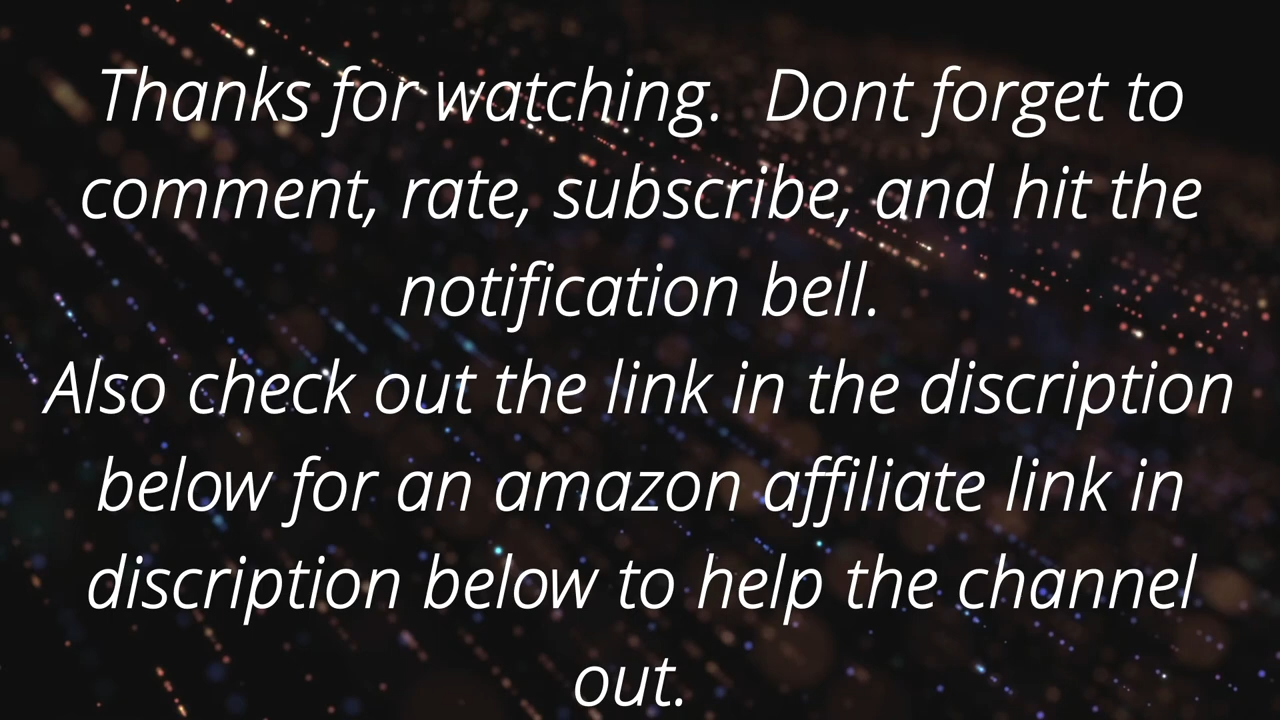 Thanks for watching.  Dont forget to
comment, rate, subscribe, and hit the
notification bell.
Also check out the link in the discription
below for an amazon affiliate link in
discription below to help the channel
out.